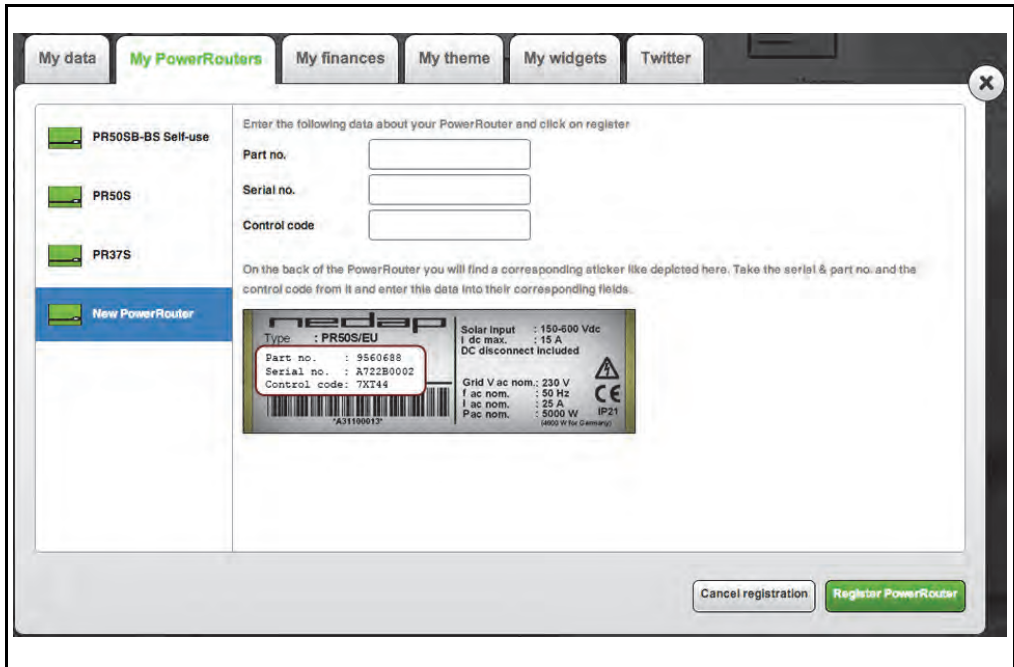 My data
My PowerRouters
My finances
My theme
My widgets
Twitter
PR50SB-BS Self-use
PR50S
PR37S
New PowerRouter
Enter the following data about your PowerRouter and click on register
Part no.
Serial no.
Control code
On the back of the PowerRouter you will find a corresponding sticker like depicted here. Take the serial & part no. and the
control code from it and enter this data into their corresponding fields.
nedap
Type : PR50S/EU
Part no. : 9560688
Serial no. : A722B0002
Control code: 7XT44
*A31100013*
Solar Input : 150-600 Vdc
I dc max. : 15 A
DC disconnect included
Grid V ac nom.: 230 V
f ac nom. : 50 Hz
I ac nom. : 25 A
Pac nom. : 5000 W
(4600 W for Germany)
CE
IP21
Cancel registration
Register PowerRouter